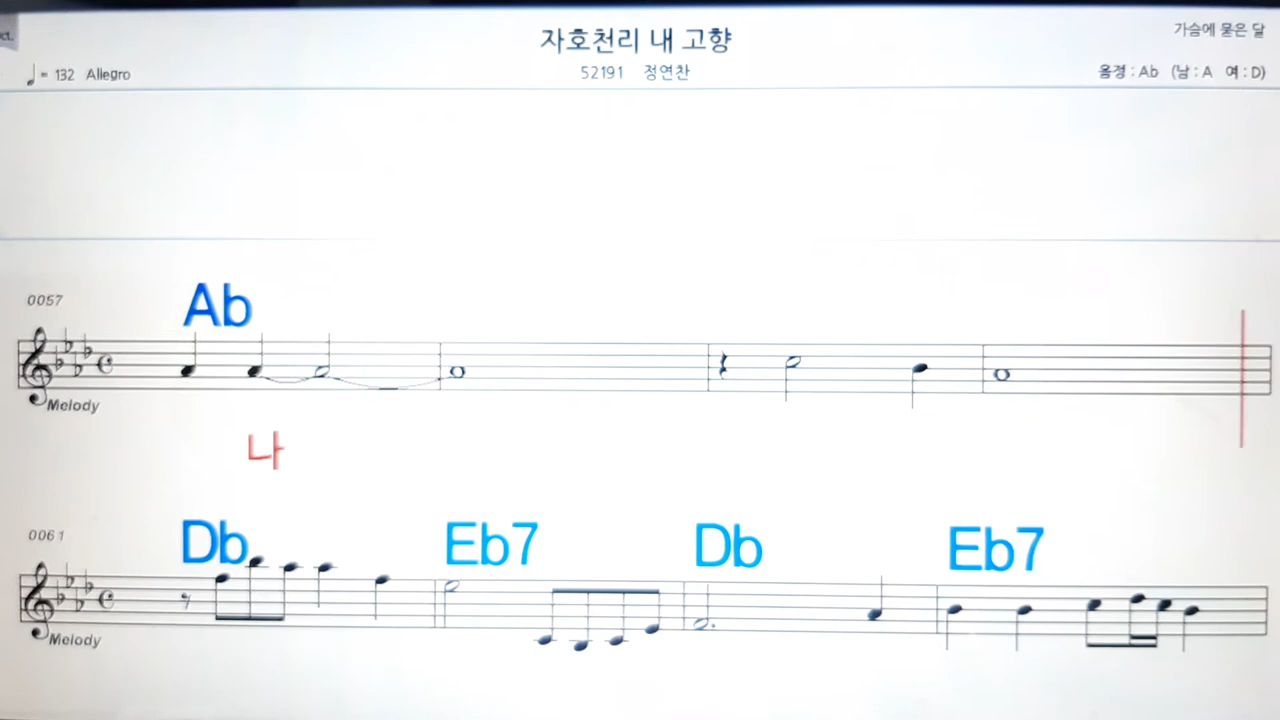 자호천리 내 고향
가슴에 묻은 달
= 132 Allegro
52191 정연찬
음정 : Ab (남 : A 여 : D)
0057
Ab
Melody
나
0061
Db Eb7 Db Eb7
Melody